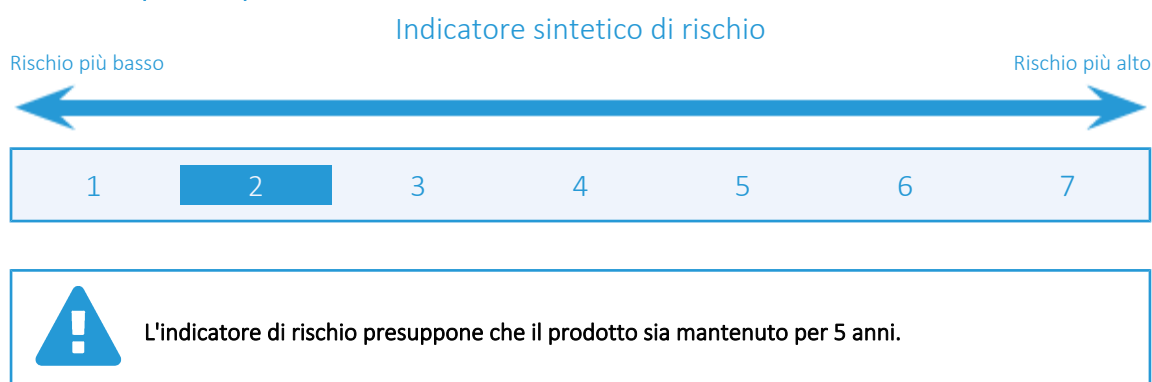 Indicatore sintetico di rischio
Rischio più basso
Rischio più alto
1 2 3 4 5 6 7
L'indicatore di rischio presuppone che il prodotto sia mantenuto per 5 anni.